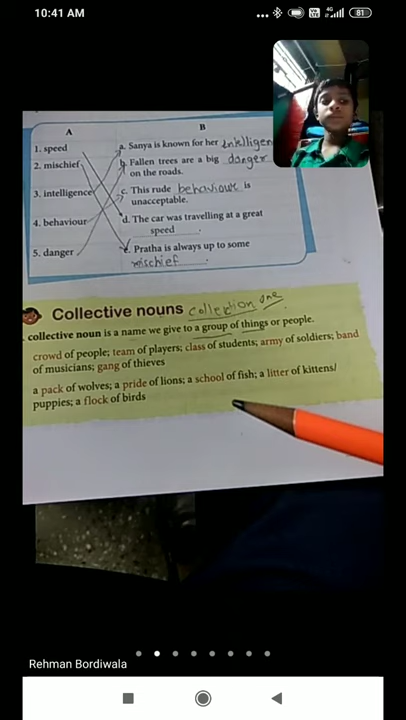 10:41 AM
4G
81
A
B
1. speed
2. mischief
3. intelligence
4. behaviour
5. danger
a. Sanya is known for her intelligen
b. Fallen trees are a big danger
on the roads.
c. This rude behaviour is
unacceptable.
d. The car was travelling at a great
speed.
e. Pratha is always up to some
mischief.
Collective nouns collection one
collective noun is a name we give to a group of things or people.
crowd of people; team of players; class of students; army of soldiers; band
of musicians; gang of thieves
a pack of wolves; a pride of lions; a school of fish; a litter of kittens/
puppies; a flock of birds
Rehman Bordiwala